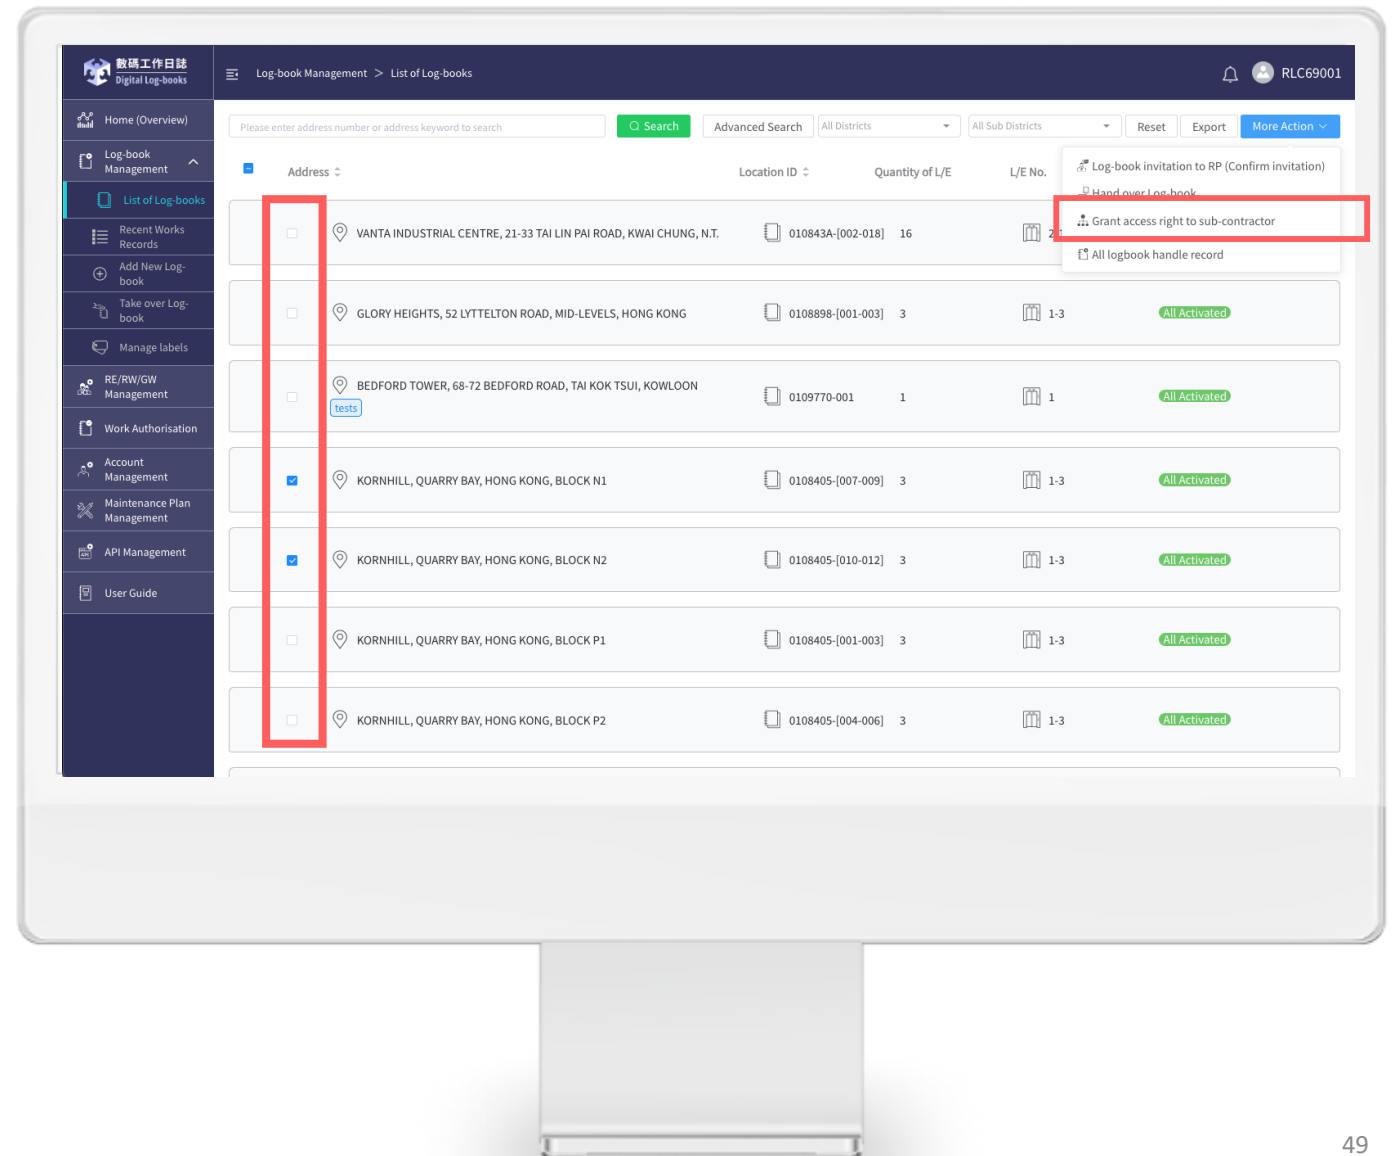 數碼工作日誌
Digital Log-books
Log-book Management > List of Log-books
RLC69001
Home (Overview)
Log-book
Management
List of Log-books
Recent Works
Records
Add New Log-
book
Take over Log-
book
Manage labels
RE/RW/GW
Management
Work Authorisation
Account
Management
Maintenance Plan
Management
API Management
User Guide
Please enter address number or address keyword to search
Search
Advanced Search
All Districts
All Sub Districts
Reset
Export
More Action
Log-book invitation to RP (Confirm invitation)
Hand over Log-book
Grant access right to sub-contractor
All logbook handle record
Address
Location ID
Quantity of L/E
L/E No.
VANTA INDUSTRIAL CENTRE, 21-33 TAI LIN PAI ROAD, KWAI CHUNG, N.T. 010843A-[002-018] 16
GLORY HEIGHTS, 52 LYTTELTON ROAD, MID-LEVELS, HONG KONG 0108898-[001-003] 3 1-3 All Activated
BEDFORD TOWER, 68-72 BEDFORD ROAD, TAI KOK TSUI, KOWLOON
tests
0109770-001 1 1 All Activated
KORNHILL, QUARRY BAY, HONG KONG, BLOCK N1 0108405-[007-009] 3 1-3 All Activated
KORNHILL, QUARRY BAY, HONG KONG, BLOCK N2 0108405-[010-012] 3 1-3 All Activated
KORNHILL, QUARRY BAY, HONG KONG, BLOCK P1 0108405-[001-003] 3 1-3 All Activated
KORNHILL, QUARRY BAY, HONG KONG, BLOCK P2 0108405-[004-006] 3 1-3 All Activated
49